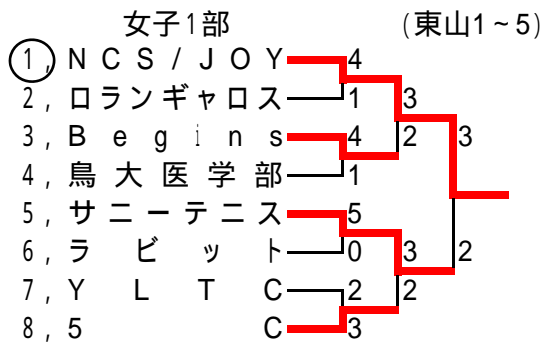 女子1部 (東山1~5)
1, NCS/JOY 4
2, ロランギャロス 1 3
3, Begins 4 2 3
4, 鳥大医学部 1
5, サニーテニス 5
6, ラビット 0 3 2
7, YLTC 2 2
8, 5C 3